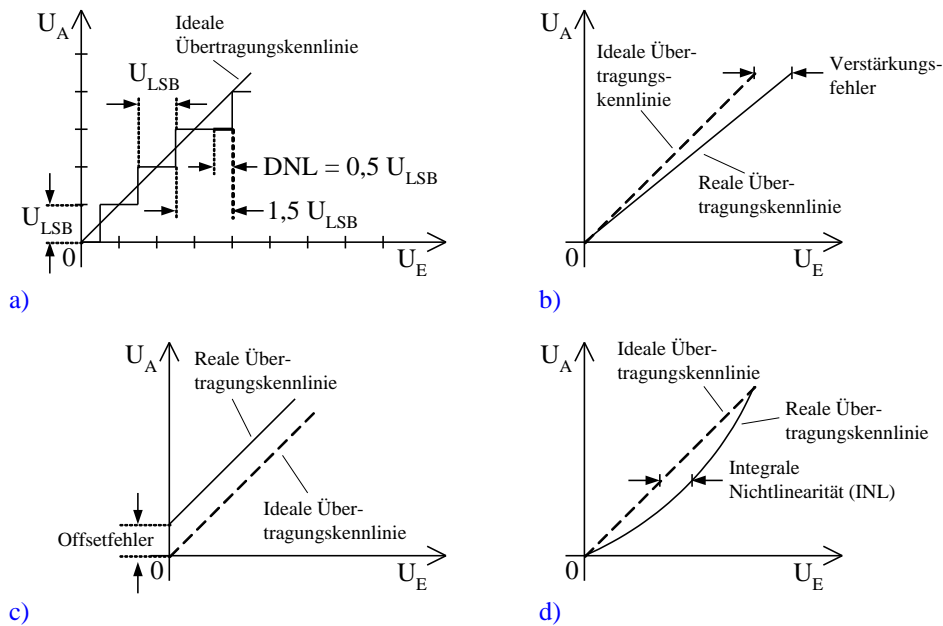 U_A
Ideale
Übertragungskennlinie
U_LSB
DNL = 0,5 U_LSB
U_LSB
1,5 U_LSB
0
U_E
a)
U_A
Ideale Über-
tragungs-
kennlinie
Verstärkungs-
fehler
Reale Über-
tragungskennlinie
0
U_E
b)
U_A
Reale Über-
tragungskennlinie
Ideale Über-
tragungskennlinie
Offsetfehler
0
U_E
c)
U_A
Ideale Über-
tragungskennlinie
Reale Über-
tragungskennlinie
Integrale
Nichtlinearität (INL)
0
U_E
d)